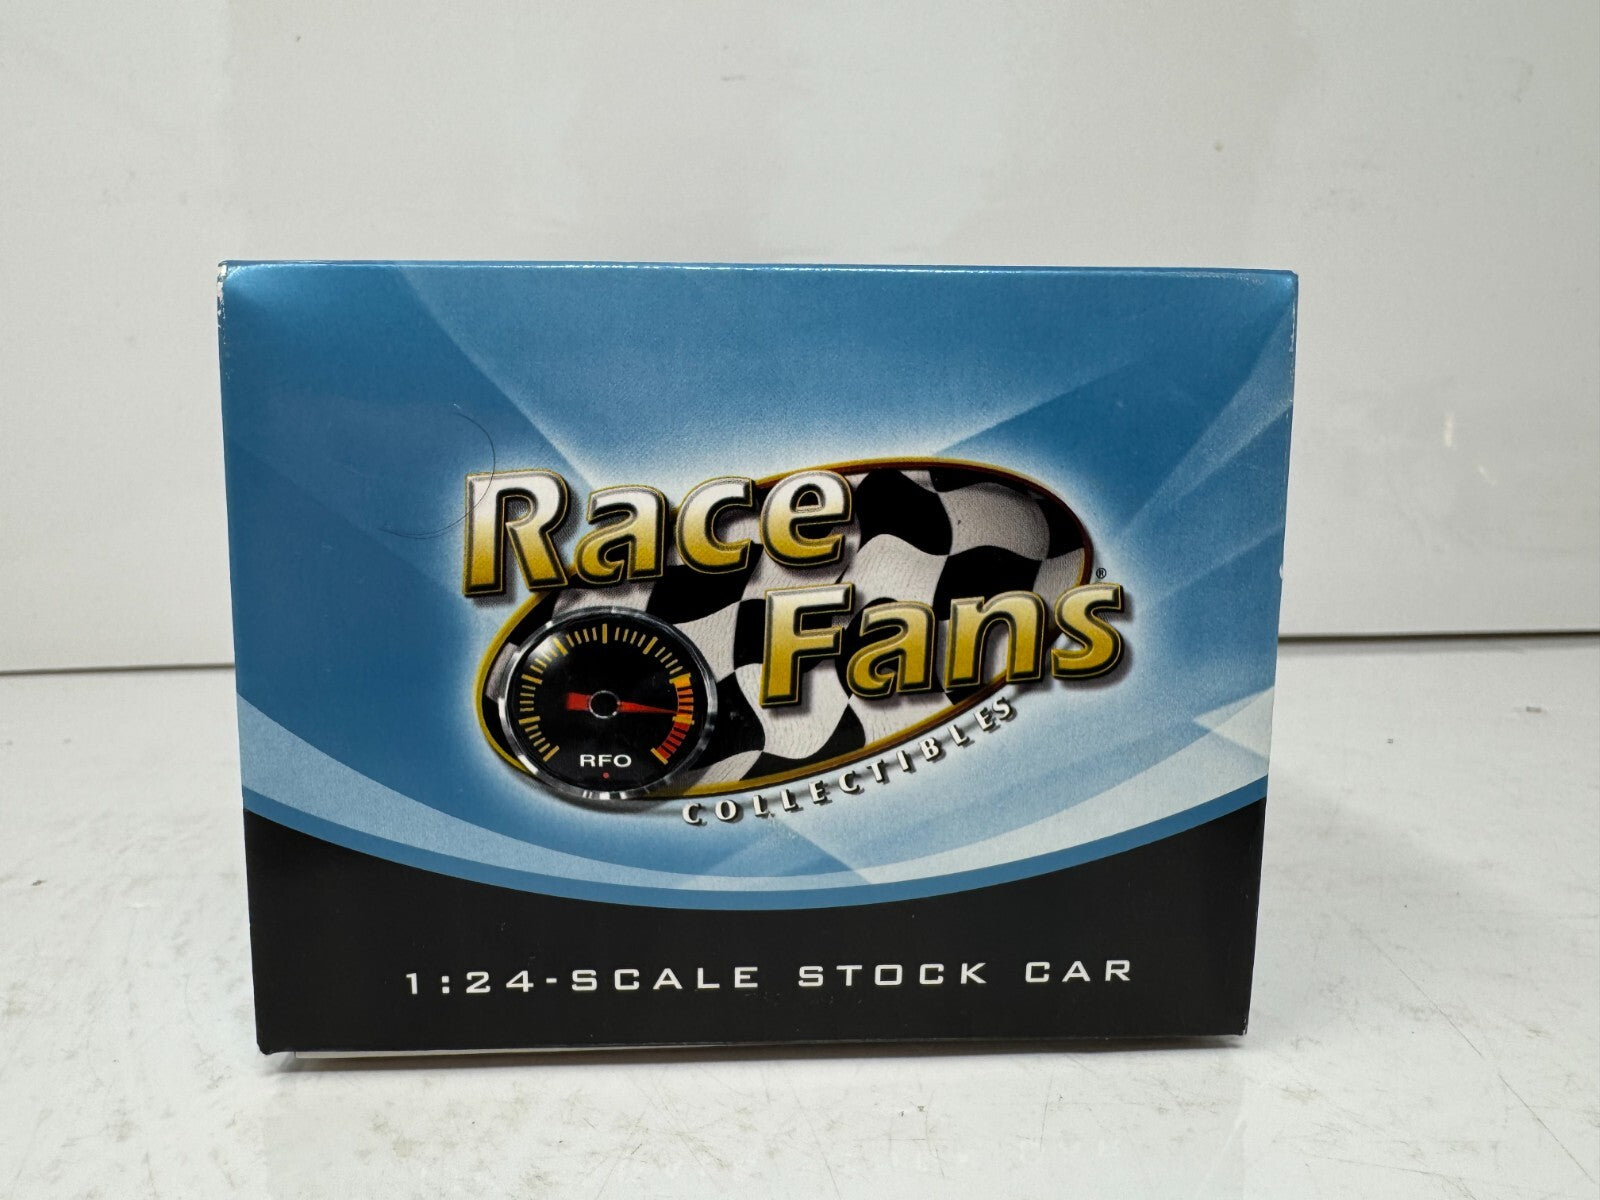 Race
Fans®
COLLECTIBLES
RFO
1:24-SCALE STOCK CAR